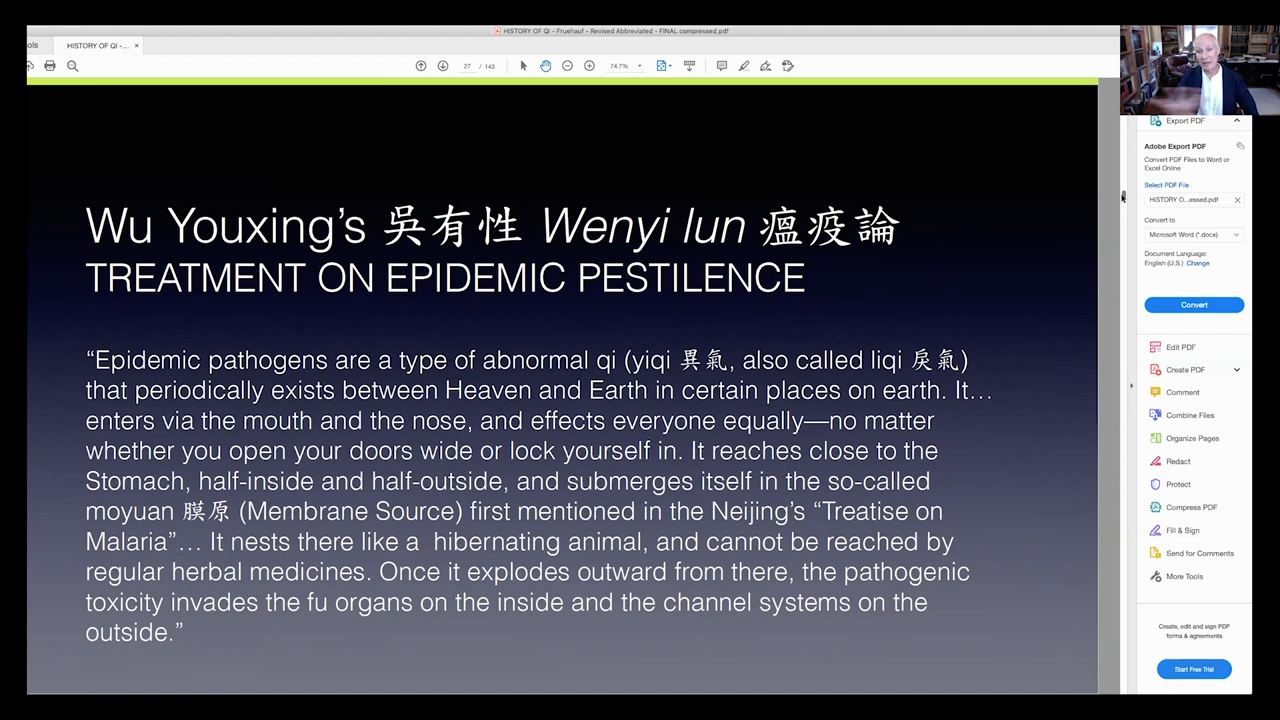 HISTORY OF QI - Fruehauf - Revised Abbreviated - FINAL compressed.pdf
ols
HISTORY OF QI -... ×
27 / 143
74.7%
Export PDF
Adobe Export PDF
Convert PDF Files to Word or
Excel Online
Select PDF File
HISTORY O...essed.pdf
Convert to
Microsoft Word (*.docx)
Document Language:
English (U.S.) Change
Convert
Edit PDF
Create PDF
Comment
Combine Files
Organize Pages
Redact
Protect
Compress PDF
Fill & Sign
Send for Comments
More Tools
Create, edit and sign PDF
forms & agreements
Start Free Trial
Wu Youxing’s 吳有性 Wenyi lun 瘟疫論
TREATMENT ON EPIDEMIC PESTILENCE
“Epidemic pathogens are a type of abnormal qi (yiqi 異氣, also called liqi 戾氣)
that periodically exists between Heaven and Earth in certain places on earth. It…
enters via the mouth and the nose, and effects everyone equally—no matter
whether you open your doors wide or lock yourself in. It reaches close to the
Stomach, half-inside and half-outside, and submerges itself in the so-called
moyuan 膜原 (Membrane Source) first mentioned in the Neijing’s “Treatise on
Malaria”… It nests there like a hibernating animal, and cannot be reached by
regular herbal medicines. Once it explodes outward from there, the pathogenic
toxicity invades the fu organs on the inside and the channel systems on the
outside.”